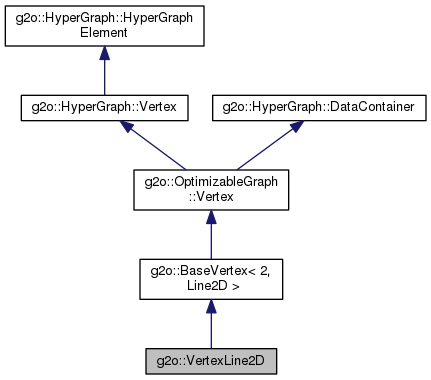 g2o::HyperGraph::HyperGraph
Element
g2o::HyperGraph::Vertex
g2o::HyperGraph::DataContainer
g2o::OptimizableGraph
::Vertex
g2o::BaseVertex< 2,
Line2D >
g2o::VertexLine2D